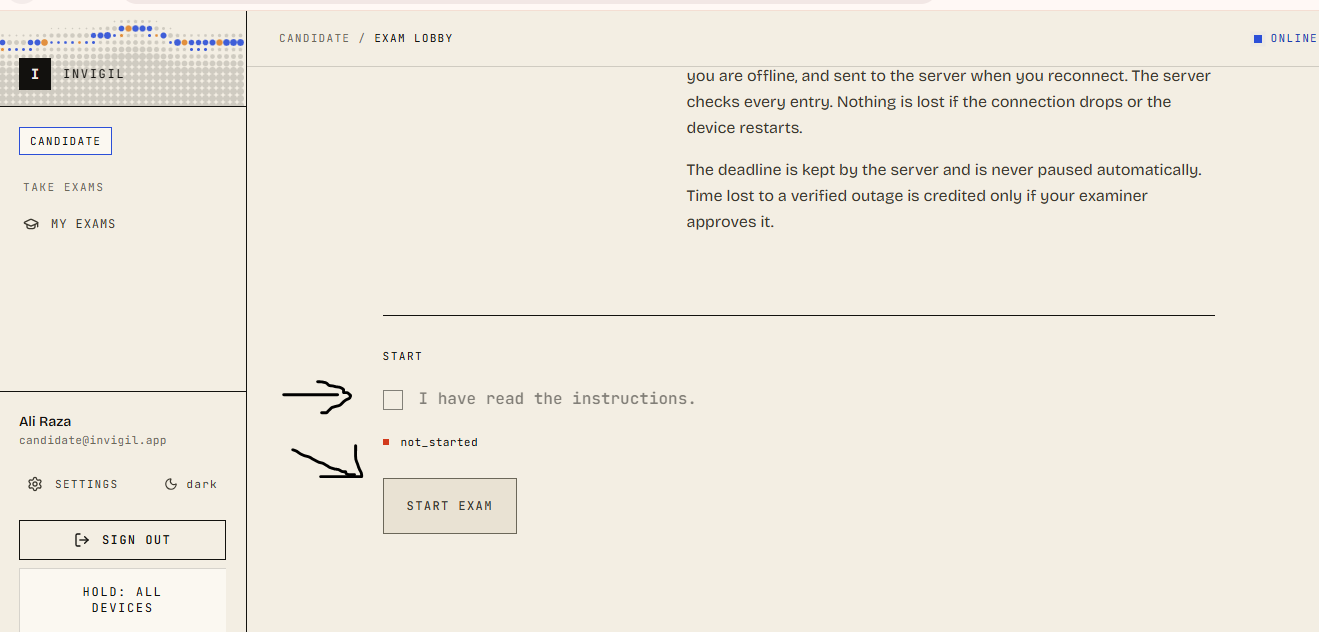 I INVIGIL
CANDIDATE / EXAM LOBBY
ONLINE
CANDIDATE
TAKE EXAMS
MY EXAMS
you are offline, and sent to the server when you reconnect. The server
checks every entry. Nothing is lost if the connection drops or the
device restarts.
The deadline is kept by the server and is never paused automatically.
Time lost to a verified outage is credited only if your examiner
approves it.
START
I have read the instructions.
not_started
START EXAM
Ali Raza
candidate@invigil.app
SETTINGS
dark
SIGN OUT
HOLD: ALL
DEVICES